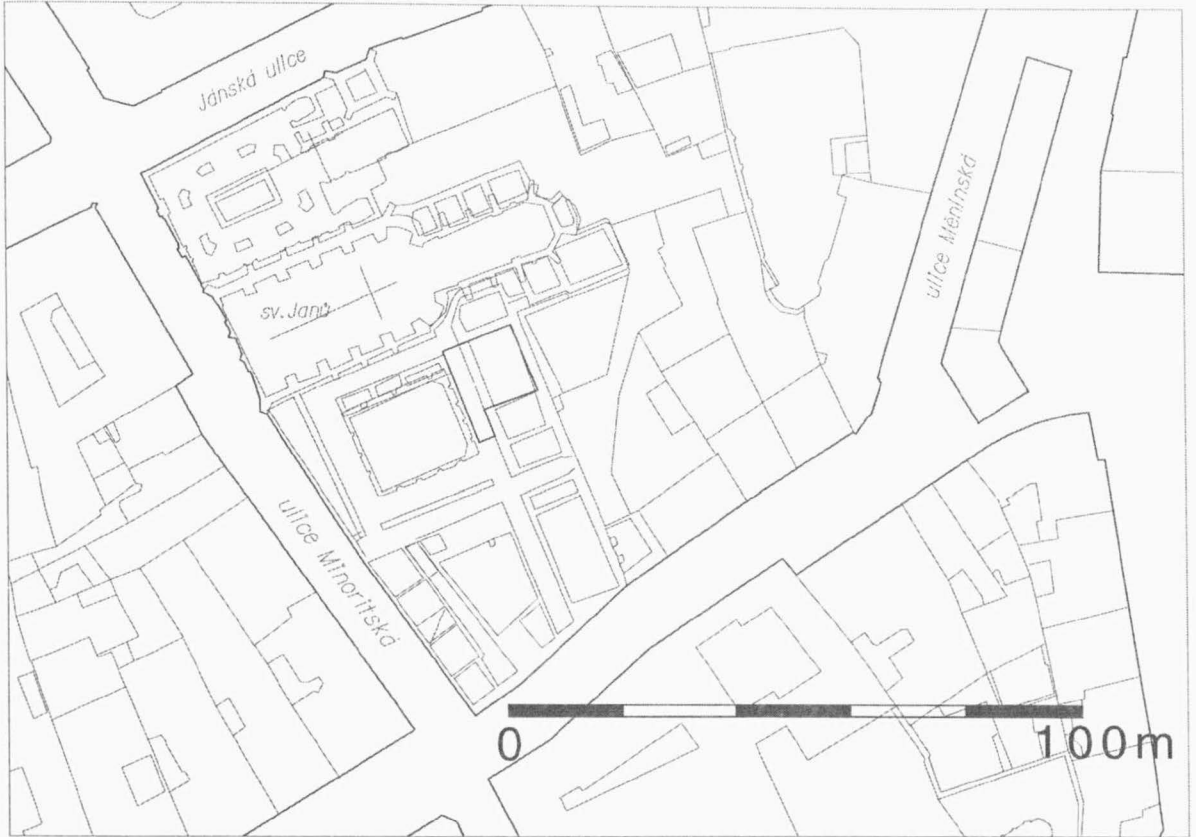 Jánská ulice
ulice Měnínská
sv. Janů
ulice Minoritská
0
100m